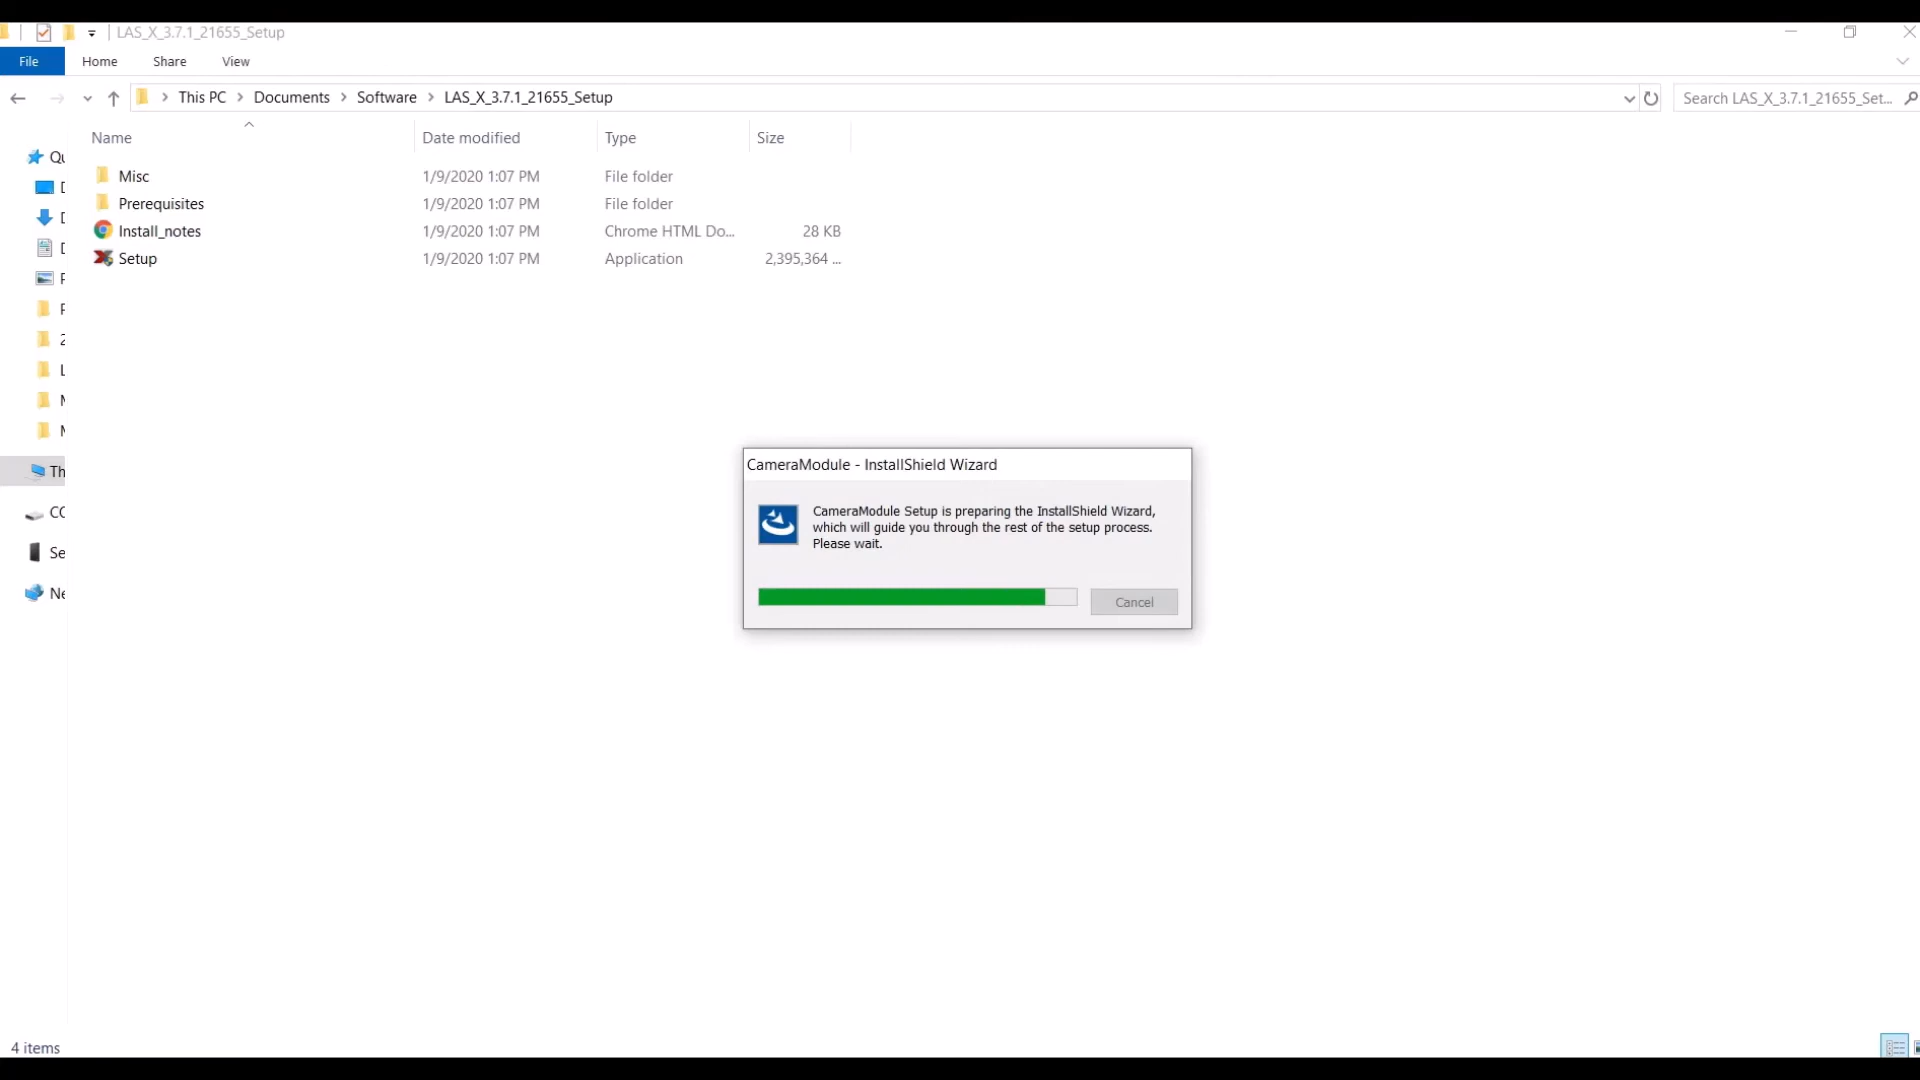 LAS_X_3.7.1_21655_Setup
File Home Share View
This PC > Documents > Software > LAS_X_3.7.1_21655_Setup
Search LAS_X_3.7.1_21655_Set...
Name Date modified Type Size
Misc 1/9/2020 1:07 PM File folder
Prerequisites 1/9/2020 1:07 PM File folder
Install_notes 1/9/2020 1:07 PM Chrome HTML Do... 28 KB
Setup 1/9/2020 1:07 PM Application 2,395,364 ...
CameraModule - InstallShield Wizard
CameraModule Setup is preparing the InstallShield Wizard,
which will guide you through the rest of the setup process.
Please wait.
Cancel
4 items